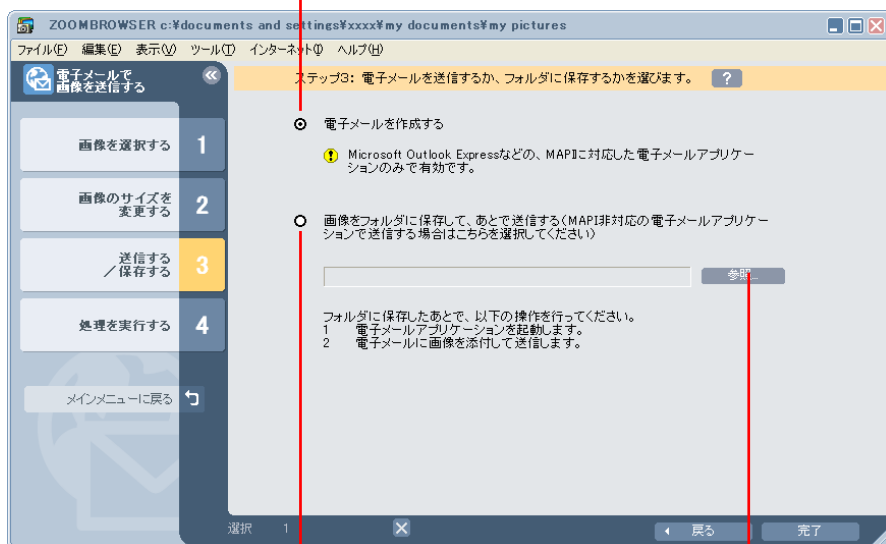 ZOOMBROWSER c:¥documents and settings¥xxxx¥my documents¥my pictures
ファイル(F) 編集(E) 表示(V) ツール(T) インターネット(I) ヘルプ(H)
電子メールで
画像を送信する
ステップ3: 電子メールを送信するか、フォルダに保存するかを選びます。 ?
画像を選択する 1
画像のサイズを
変更する 2
送信する
/保存する 3
処理を実行する 4
メインメニューに戻る
電子メールを作成する
Microsoft Outlook Expressなどの、MAPIに対応した電子メールアプリケー
ションのみで有効です。
画像をフォルダに保存して、あとで送信する(MAPI非対応の電子メールアプリケー
ションで送信する場合はこちらを選択してください)
参照...
フォルダに保存したあとで、以下の操作を行ってください。
1 電子メールアプリケーションを起動します。
2 電子メールに画像を添付して送信します。
選択 1
戻る
完了